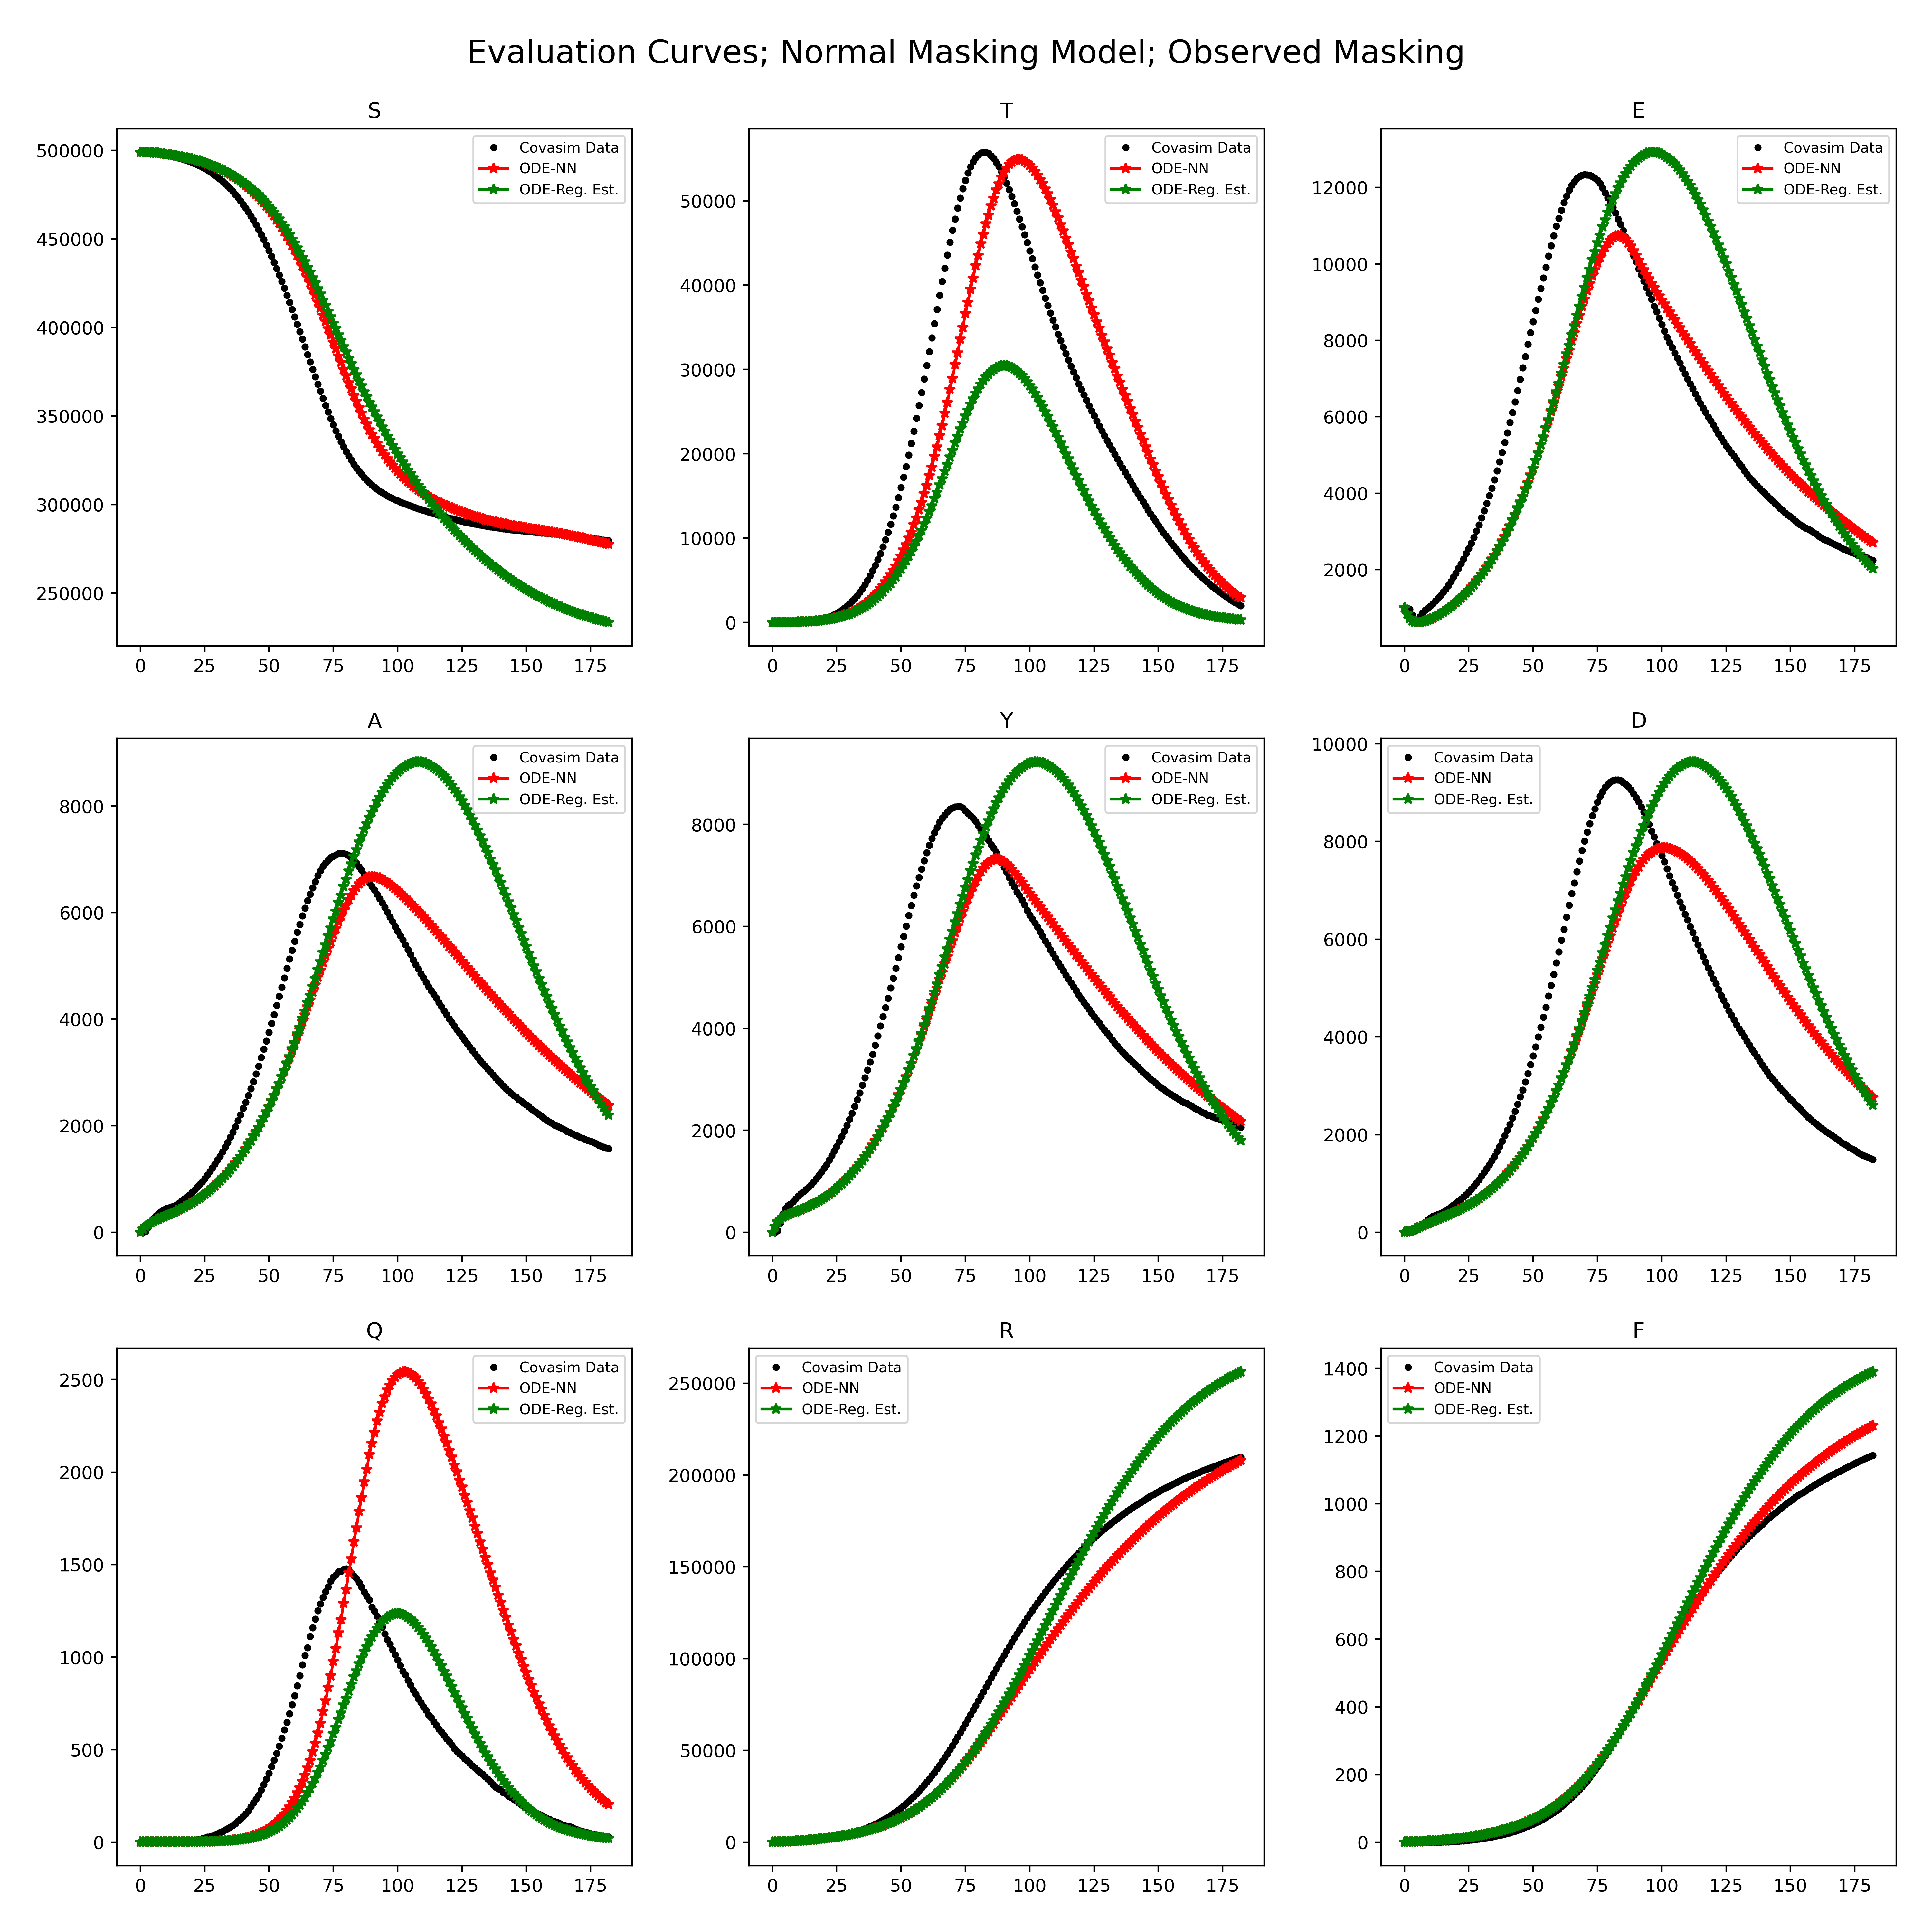 Evaluation Curves; Normal Masking Model; Observed Masking
S
500000
450000
400000
350000
300000
250000
0 25 50 75 100 125 150 175
Covasim Data
ODE-NN
ODE-Reg. Est.
T
50000
40000
30000
20000
10000
0
0 25 50 75 100 125 150 175
Covasim Data
ODE-NN
ODE-Reg. Est.
E
12000
10000
8000
6000
4000
2000
0 25 50 75 100 125 150 175
Covasim Data
ODE-NN
ODE-Reg. Est.
A
8000
6000
4000
2000
0
0 25 50 75 100 125 150 175
Covasim Data
ODE-NN
ODE-Reg. Est.
Y
8000
6000
4000
2000
0
0 25 50 75 100 125 150 175
Covasim Data
ODE-NN
ODE-Reg. Est.
D
10000
8000
6000
4000
2000
0
0 25 50 75 100 125 150 175
Covasim Data
ODE-NN
ODE-Reg. Est.
Q
2500
2000
1500
1000
500
0
0 25 50 75 100 125 150 175
Covasim Data
ODE-NN
ODE-Reg. Est.
R
250000
200000
150000
100000
50000
0
0 25 50 75 100 125 150 175
Covasim Data
ODE-NN
ODE-Reg. Est.
F
1400
1200
1000
800
600
400
200
0
0 25 50 75 100 125 150 175
Covasim Data
ODE-NN
ODE-Reg. Est.